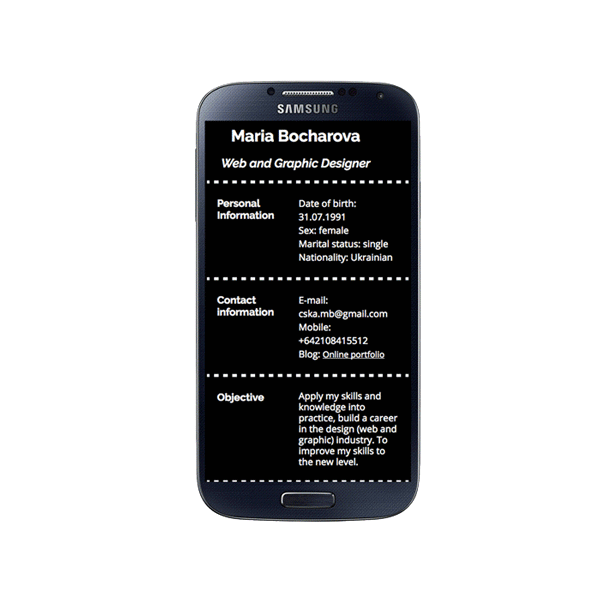 SAMSUNG
Maria Bocharova
Web and Graphic Designer
Personal
Information
Date of birth:
31.07.1991
Sex: female
Marital status: single
Nationality: Ukrainian
Contact
information
E-mail:
cska.mb@gmail.com
Mobile:
+642108415512
Blog: Online portfolio
Objective
Apply my skills and
knowledge into
practice, build a career
in the design (web and
graphic) industry. To
improve my skills to
the new level.